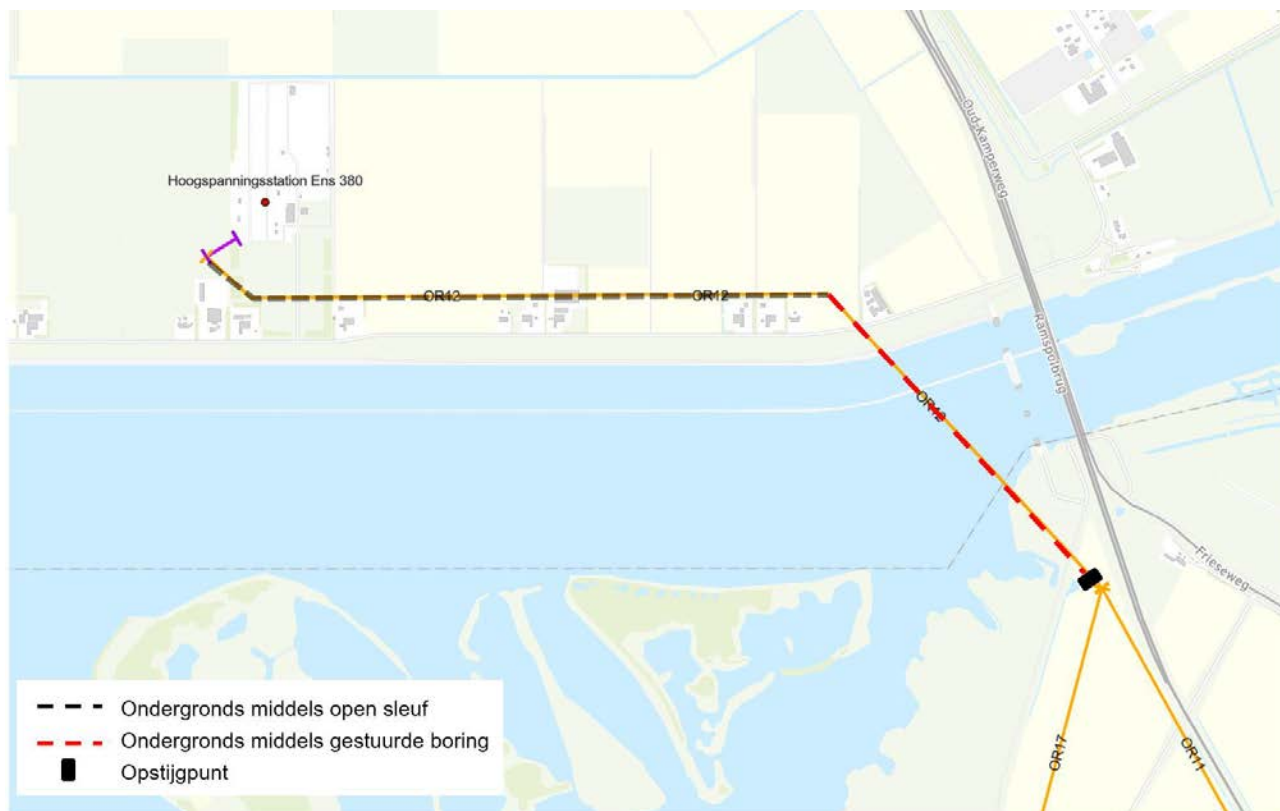 Oud-Kamperweg
Hoogspanningsstation Ens 380
OR12
OR12
Ramspolbrug
OR12
Frieseweg
OR17
OR11
Ondergronds middels open sleuf
Ondergronds middels gestuurde boring
Opstijgpunt